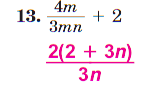 13. 4m/3mn + 2
2(2 + 3n)/3n